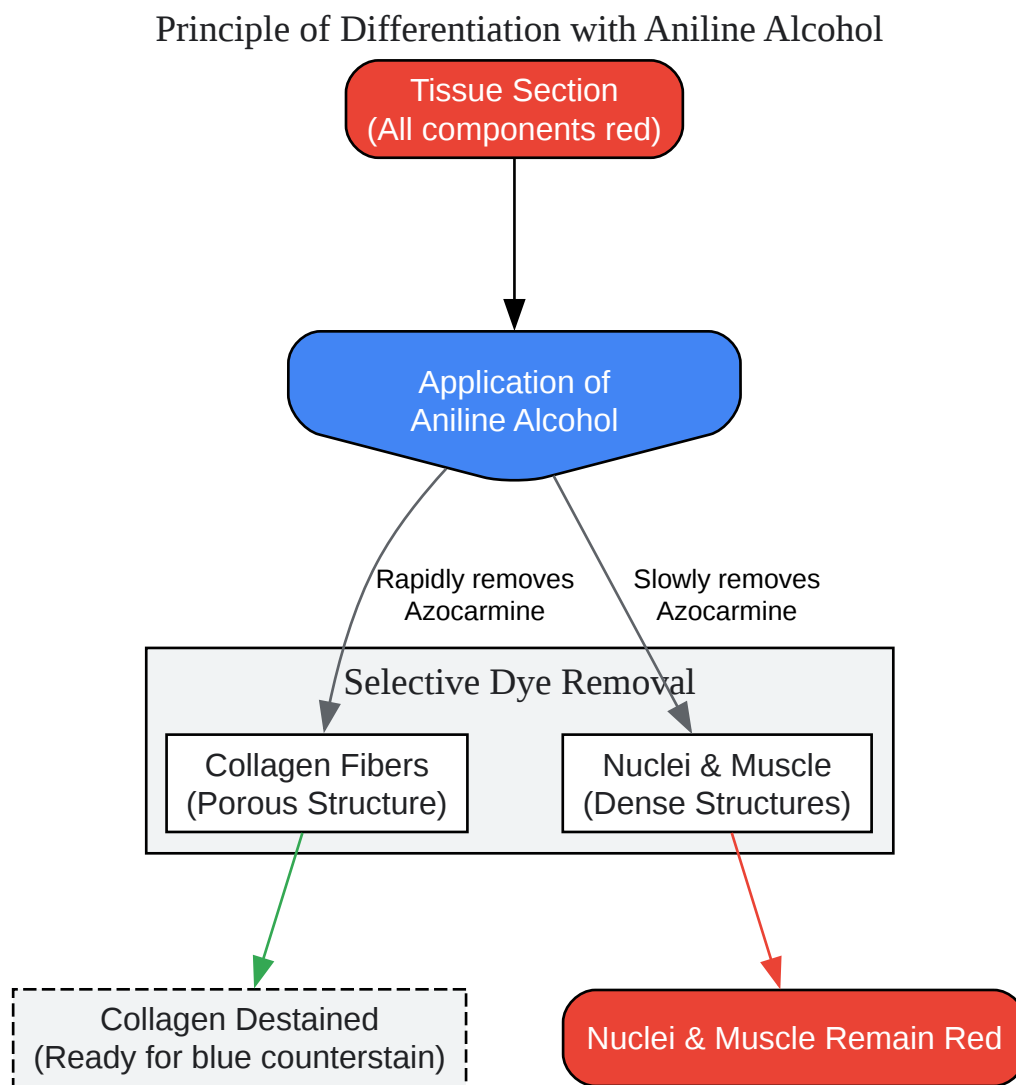 Principle of Differentiation with Aniline Alcohol
Tissue Section
(All components red)
Application of
Aniline Alcohol
Rapidly removes
Azocarmine
Slowly removes
Azocarmine
Selective Dye Removal
Collagen Fibers
(Porous Structure)
Nuclei & Muscle
(Dense Structures)
Collagen Destained
(Ready for blue counterstain)
Nuclei & Muscle Remain Red